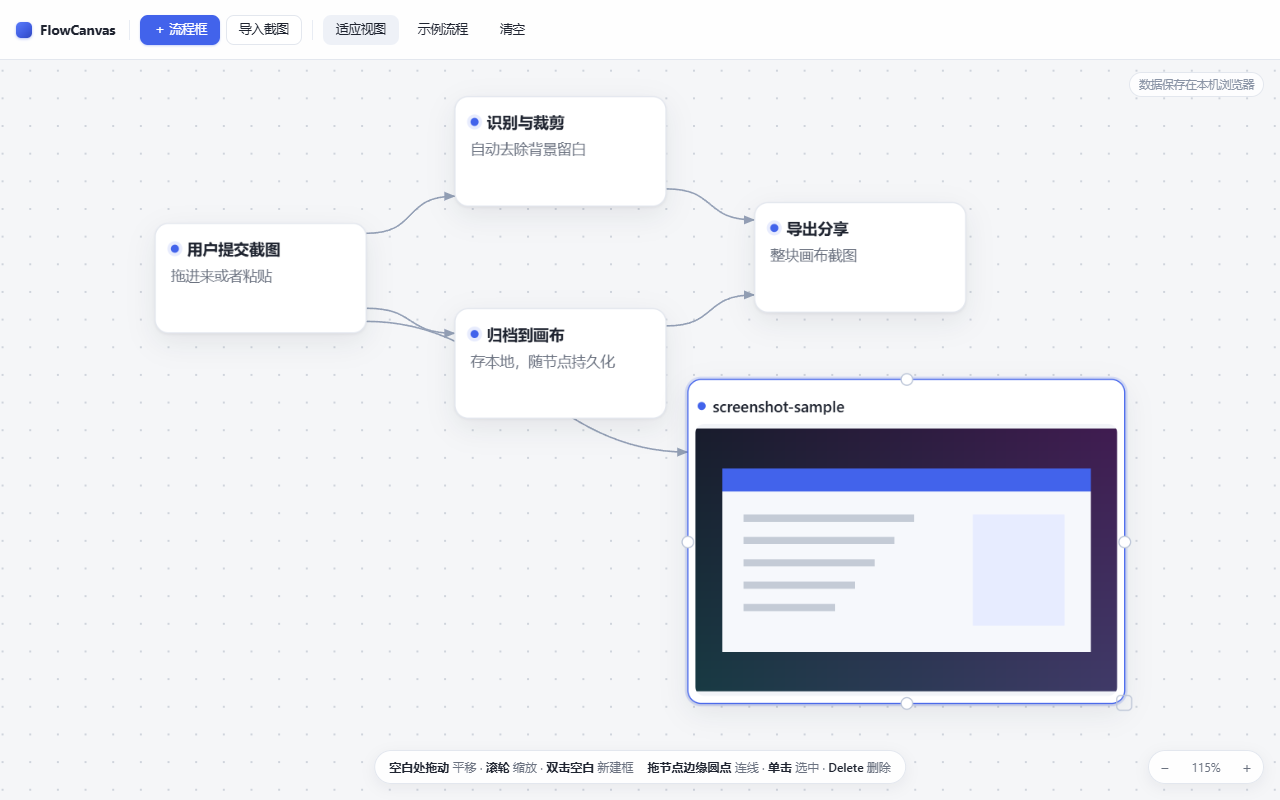 FlowCanvas
+ 流程框
导入截图
适应视图
示例流程
清空
数据保存在本机浏览器
识别与裁剪
自动去除背景留白
用户提交截图
拖进来或者粘贴
导出分享
整块画布截图
归档到画布
存本地，随节点持久化
screenshot-sample
空白处拖动 平移 · 滚轮 缩放 · 双击空白 新建框 拖节点边缘圆点 连线 · 单击 选中 · Delete 删除
− 115% +